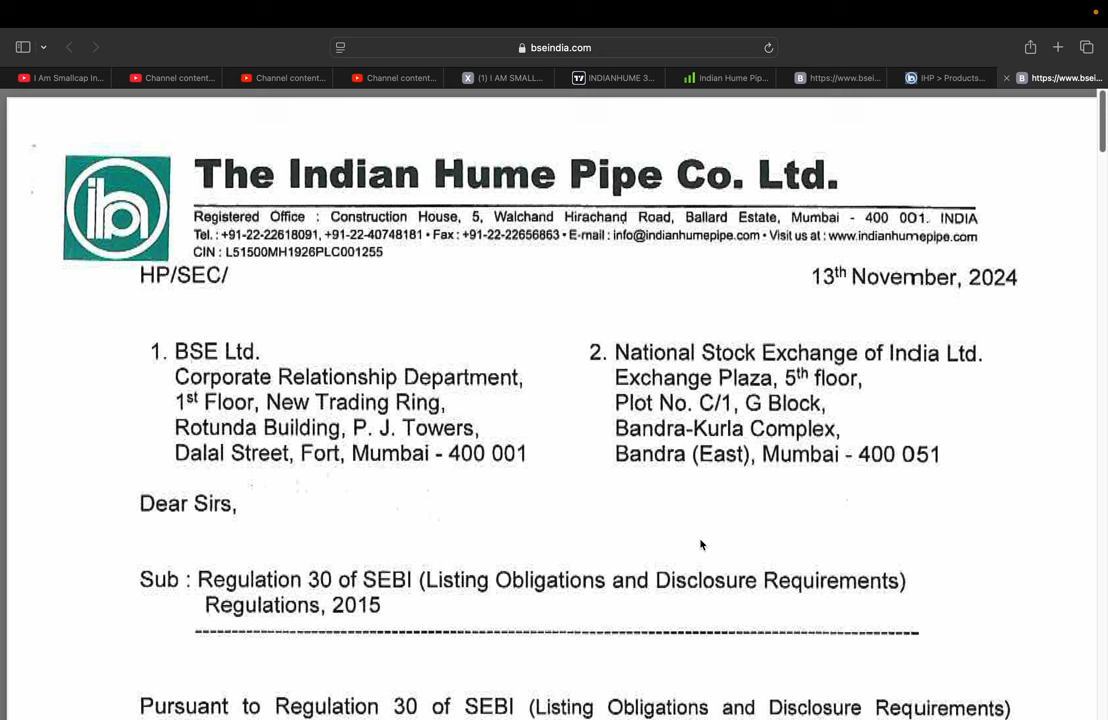 bseindia.com
I Am Smallcap In...
Channel content...
Channel content...
Channel content...
X (1) I AM SMALL...
INDIANHUME 3...
Indian Hume Pip...
B https://www.bsei...
IHP > Products...
B https://www.bsei...
ihp
The Indian Hume Pipe Co. Ltd.
Registered Office : Construction House, 5, Walchand Hirachand Road, Ballard Estate, Mumbai - 400 001. INDIA
Tel. : +91-22-22618091, +91-22-40748181 • Fax : +91-22-22656863 • E-mail : info@indianhumepipe.com • Visit us at : www.indianhumepipe.com
CIN : L51500MH1926PLC001255
HP/SEC/
13th November, 2024
1. BSE Ltd.
Corporate Relationship Department,
1st Floor, New Trading Ring,
Rotunda Building, P. J. Towers,
Dalal Street, Fort, Mumbai - 400 001
2. National Stock Exchange of India Ltd.
Exchange Plaza, 5th floor,
Plot No. C/1, G Block,
Bandra-Kurla Complex,
Bandra (East), Mumbai - 400 051
Dear Sirs,
Sub : Regulation 30 of SEBI (Listing Obligations and Disclosure Requirements)
Regulations, 2015
Pursuant to Regulation 30 of SEBI (Listing Obligations and Disclosure Requirements)